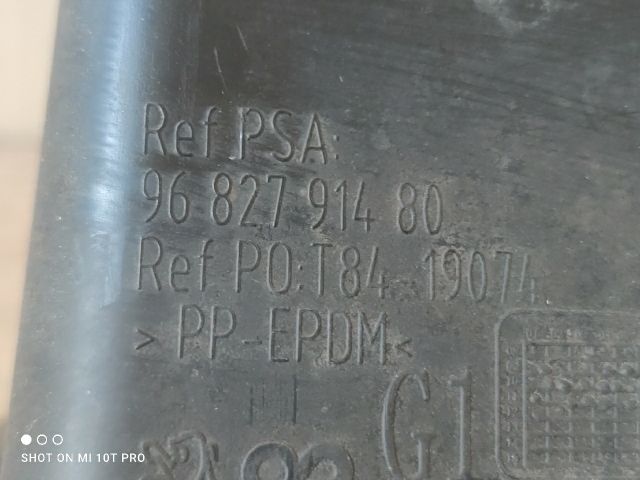 Ref PSA:
96 827 914 80
Ref PO:T84 19074
> PP-EPDM<
G1
SHOT ON MI 10T PRO